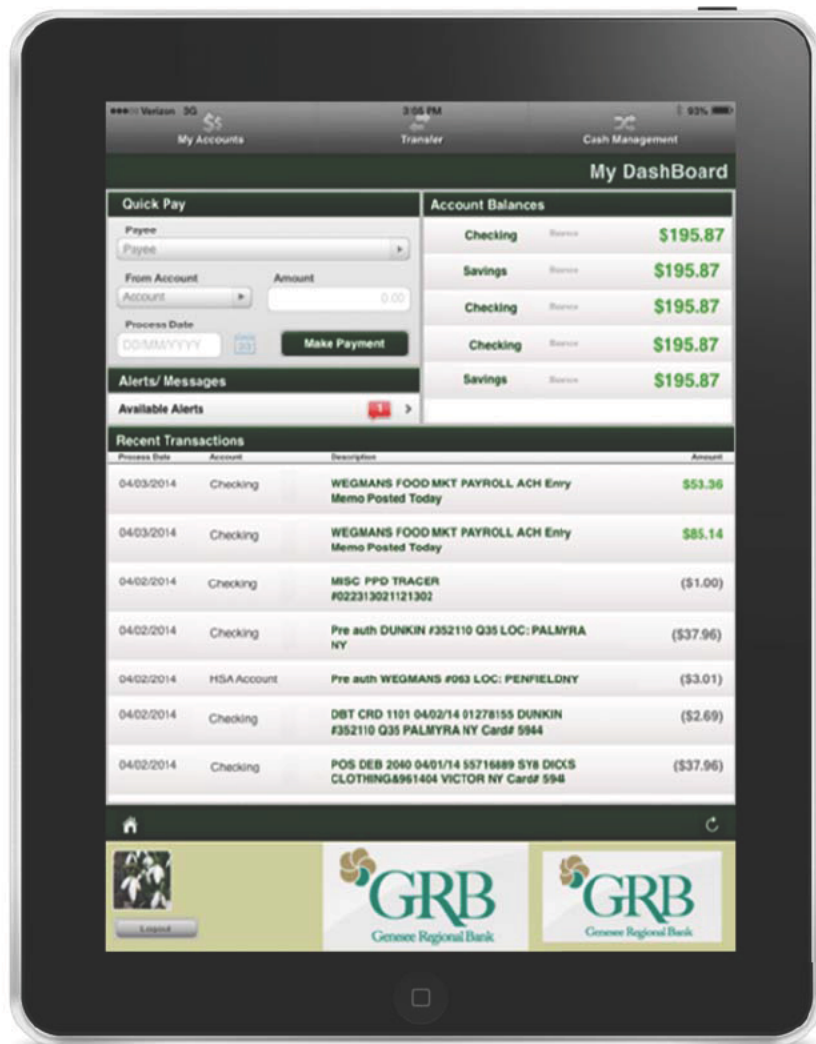 Verizon 3G
3:05 PM
93%
My Accounts
Transfer
Cash Management
My DashBoard
Quick Pay
Payee
Payee
From Account
Amount
Account
0.00
Process Date
DD/MM/YYYY
Make Payment
Alerts/ Messages
Available Alerts
1
Account Balances
Checking $195.87
Savings $195.87
Checking $195.87
Checking $195.87
Savings $195.87
Recent Transactions
Process Date Account Description Amount
04/03/2014 Checking WEGMANS FOOD MKT PAYROLL ACH Entry $53.36
Memo Posted Today
04/03/2014 Checking WEGMANS FOOD MKT PAYROLL ACH Entry $85.14
Memo Posted Today
04/02/2014 Checking MISC PPD TRACER ($1.00)
#022313021121302
04/02/2014 Checking Pre auth DUNKIN #352110 Q35 LOC: PALMYRA ($37.96)
NY
04/02/2014 HSA Account Pre auth WEGMANS #063 LOC: PENFIELDNY ($3.01)
04/02/2014 Checking DBT CRD 1101 04/02/14 01278155 DUNKIN ($2.69)
#352110 Q35 PALMYRA NY Card# 5944
04/02/2014 Checking POS DEB 2040 04/01/14 55716889 SY8 DICKS ($37.96)
CLOTHING&961404 VICTOR NY Card#
Logout
GRB
Genesee Regional Bank
GRB
Genesee Regional Bank